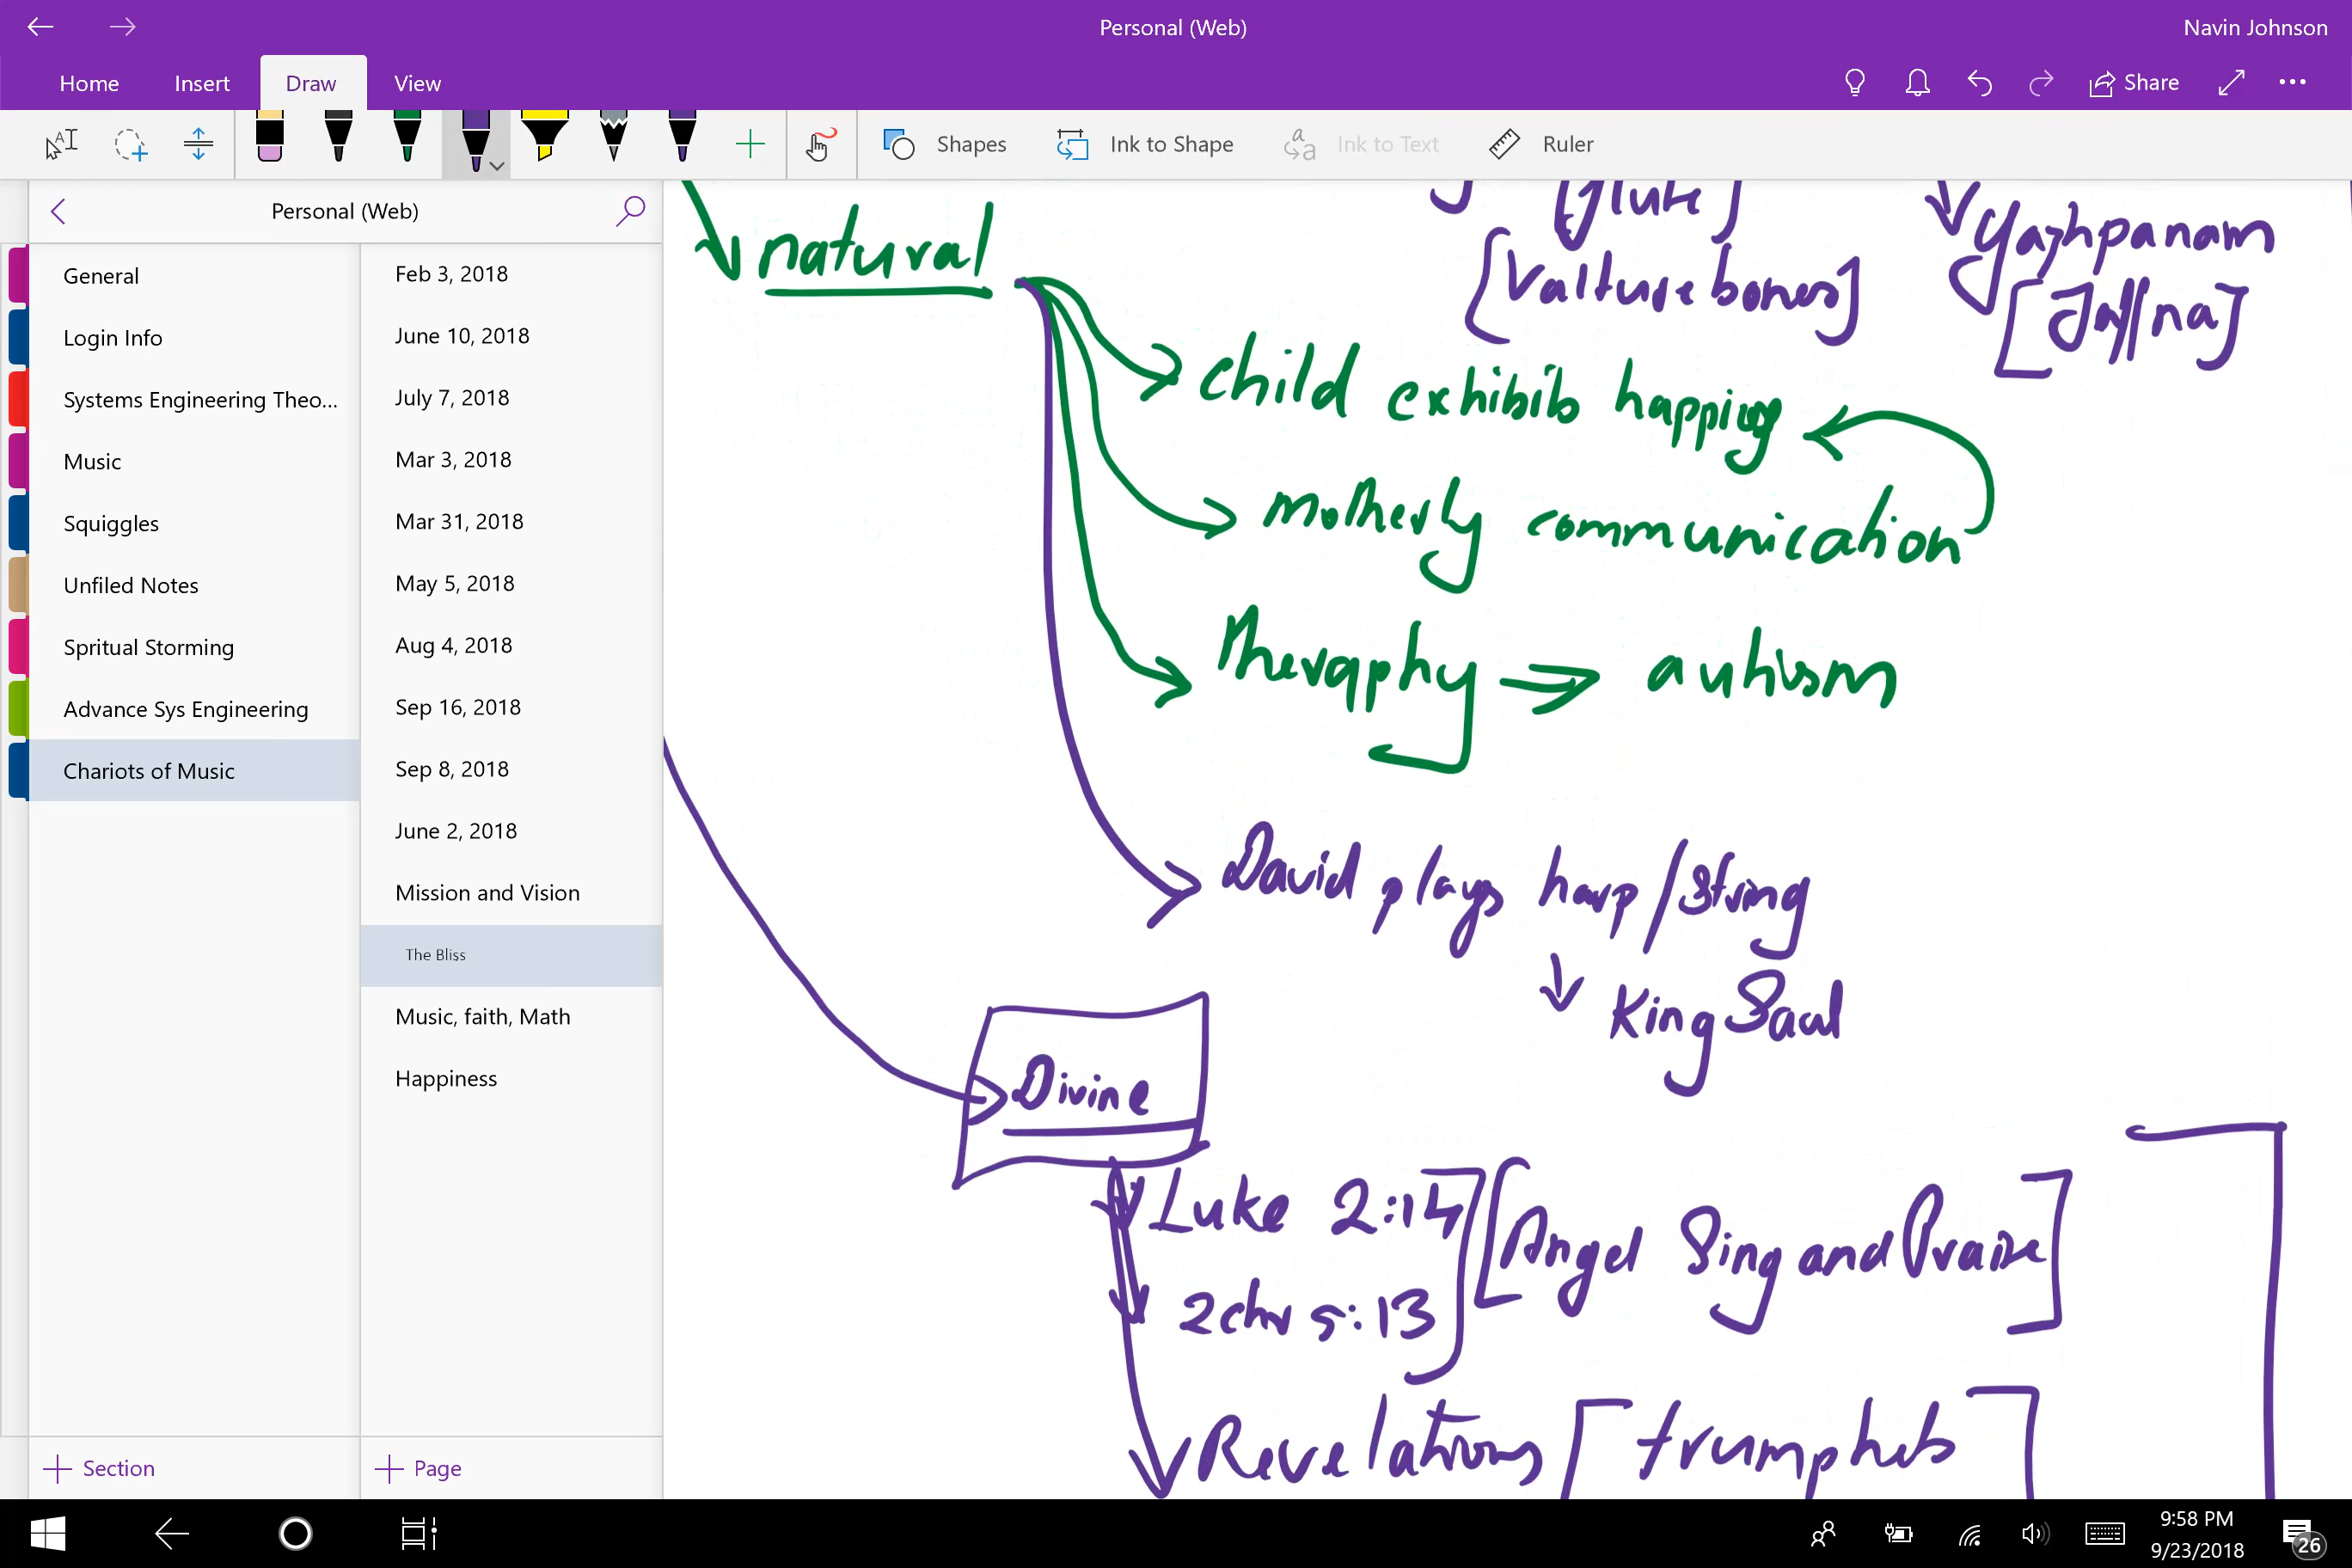 Personal (Web)
Navin Johnson
Home Insert Draw View
Share
Shapes Ink to Shape Ink to Text Ruler
Personal (Web)
General
Login Info
Systems Engineering Theo...
Music
Squiggles
Unfiled Notes
Spritual Storming
Advance Sys Engineering
Chariots of Music
Section
Feb 3, 2018
June 10, 2018
July 7, 2018
Mar 3, 2018
Mar 31, 2018
May 5, 2018
Aug 4, 2018
Sep 16, 2018
Sep 8, 2018
June 2, 2018
Mission and Vision
The Bliss
Music, faith, Math
Happiness
Page
[flute]
[Valture bones]
Yazhpanam
[Jaffna]
natural
child exhibits
motherly communication
theraphy ⇒ autism
David plays harp/string
King Saul
Divine
Luke 2:14 [Angel Sing and Praise]
2chr 5:13
Revelations [trumphets]
9:58 PM
9/23/2018
26